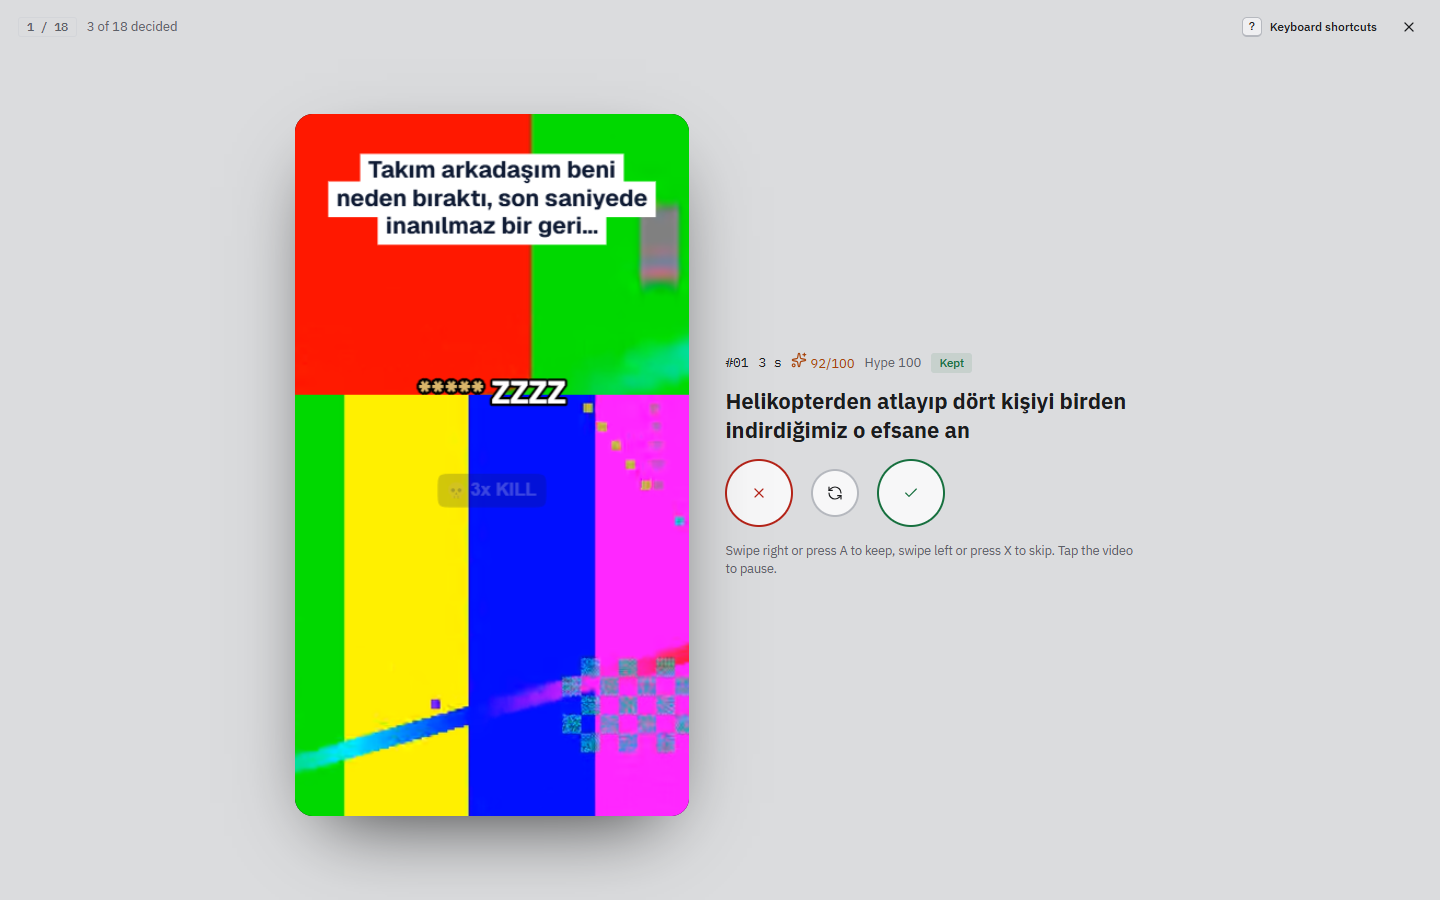 1 / 18 3 of 18 decided
? Keyboard shortcuts
Takım arkadaşım beni
neden bıraktı, son saniyede
inanılmaz bir geri...
***** ZZZZ
3x KILL
#01 3 s 92/100 Hype 100 Kept
Helikopterden atlayıp dört kişiyi birden
indirdiğimiz o efsane an
Swipe right or press A to keep, swipe left or press X to skip. Tap the video
to pause.